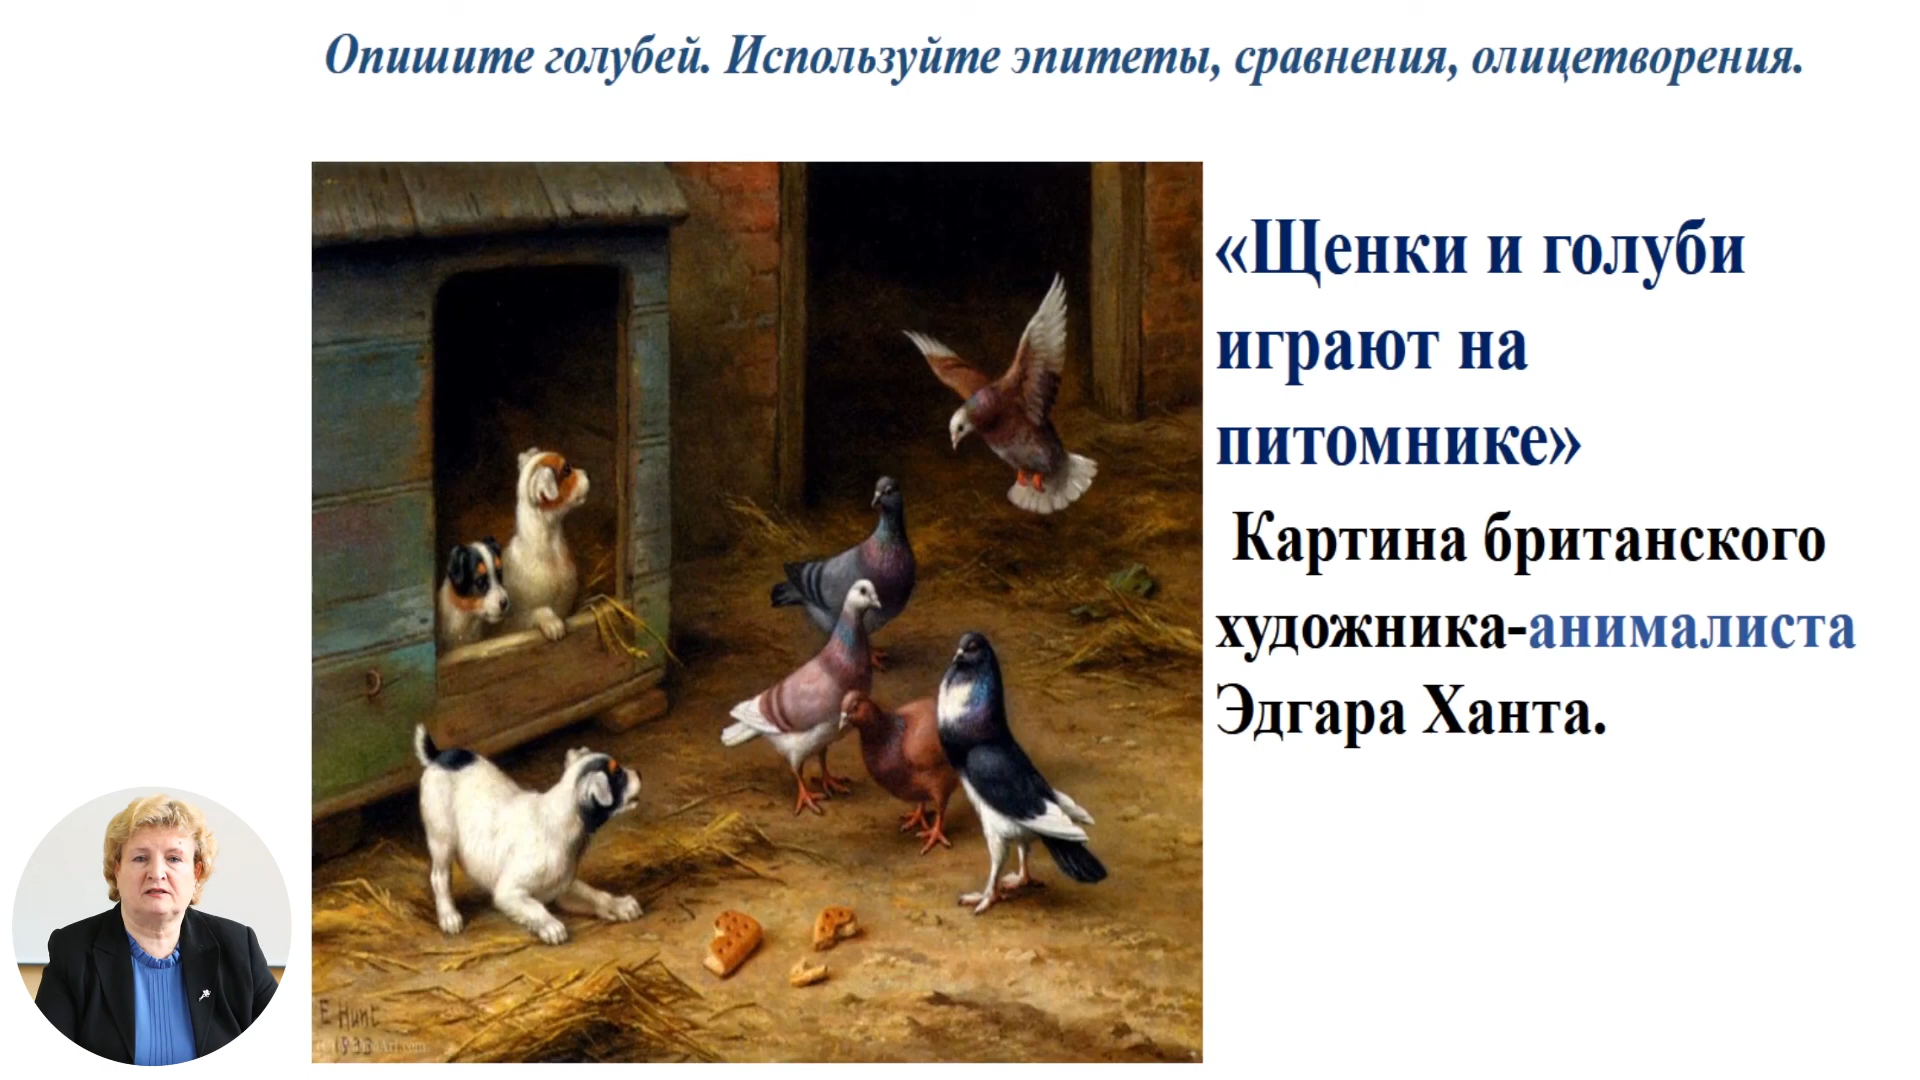 Опишите голубей. Используйте эпитеты, сравнения, олицетворения.
«Щенки и голуби
играют на
питомнике»
Картина британского
художника-анималиста
Эдгара Ханта.
E Hunt